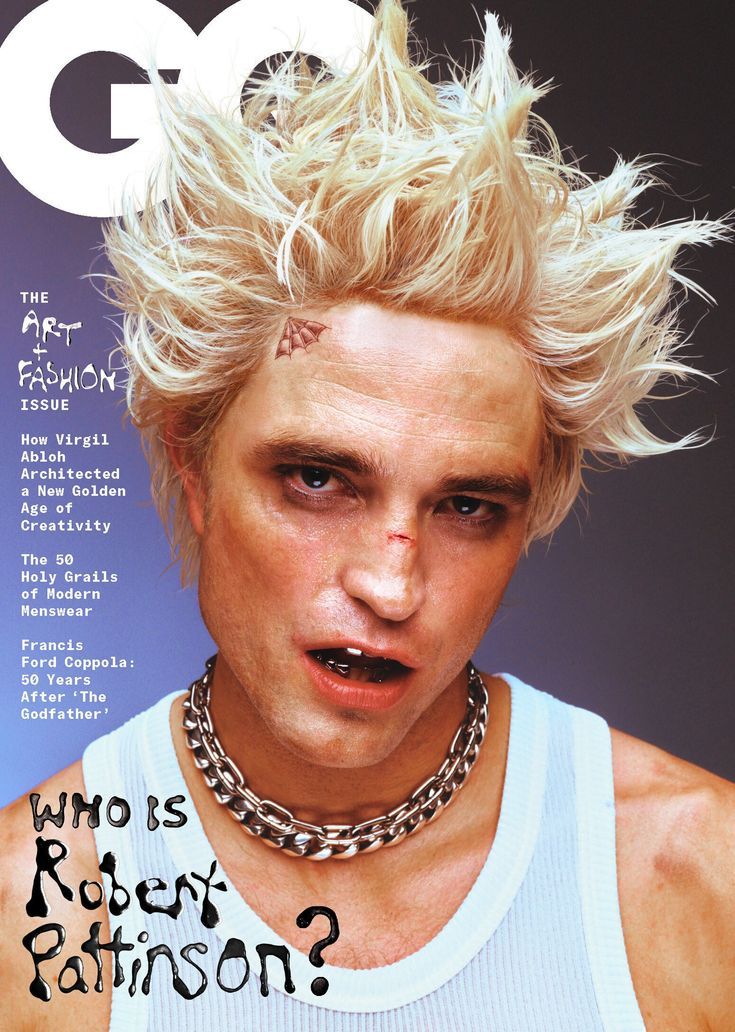 GQ
THE
ART
+
FASHION
ISSUE
How Virgil
Abloh
Architected
a New Golden
Age of
Creativity
The 50
Holy Grails
of Modern
Menswear
Francis
Ford Coppola:
50 Years
After ‘The
Godfather’
WHO IS
Robert
Pattinson?